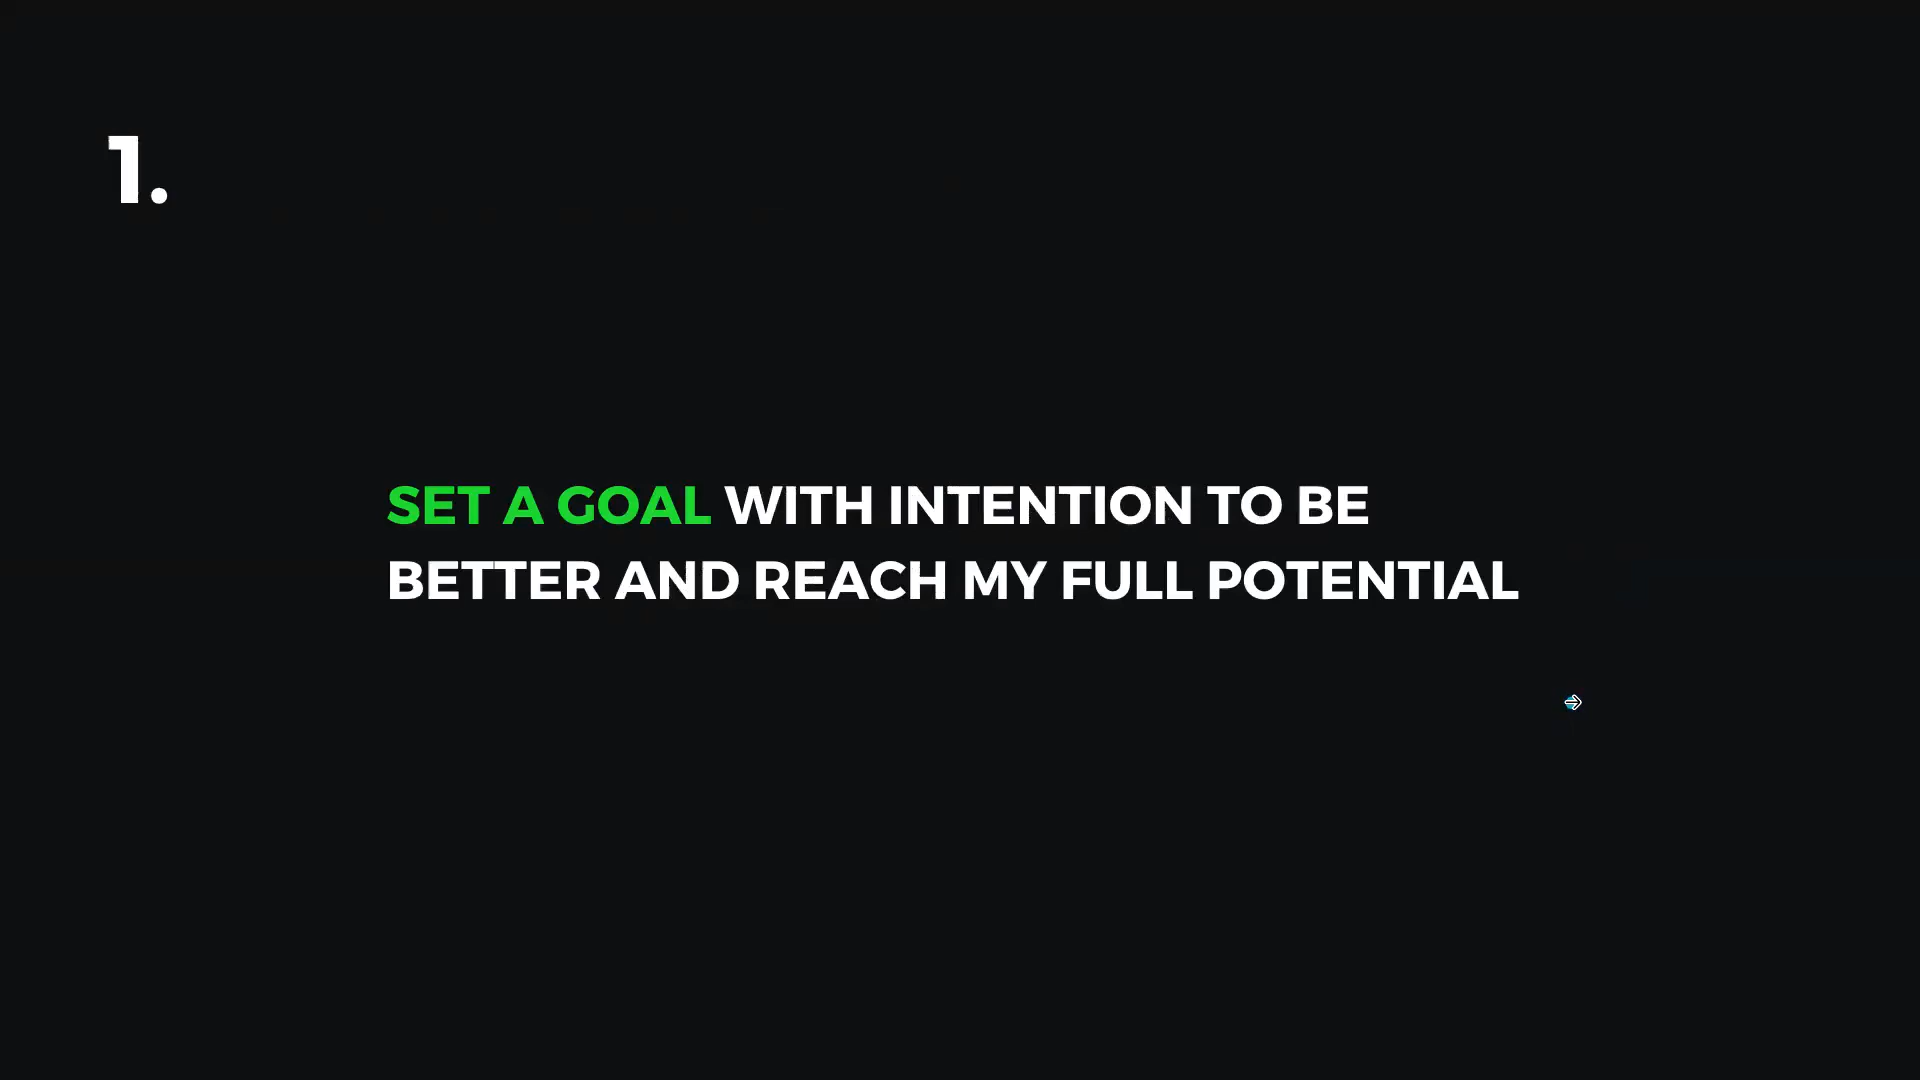 1.
SET A GOAL WITH INTENTION TO BE
BETTER AND REACH MY FULL POTENTIAL